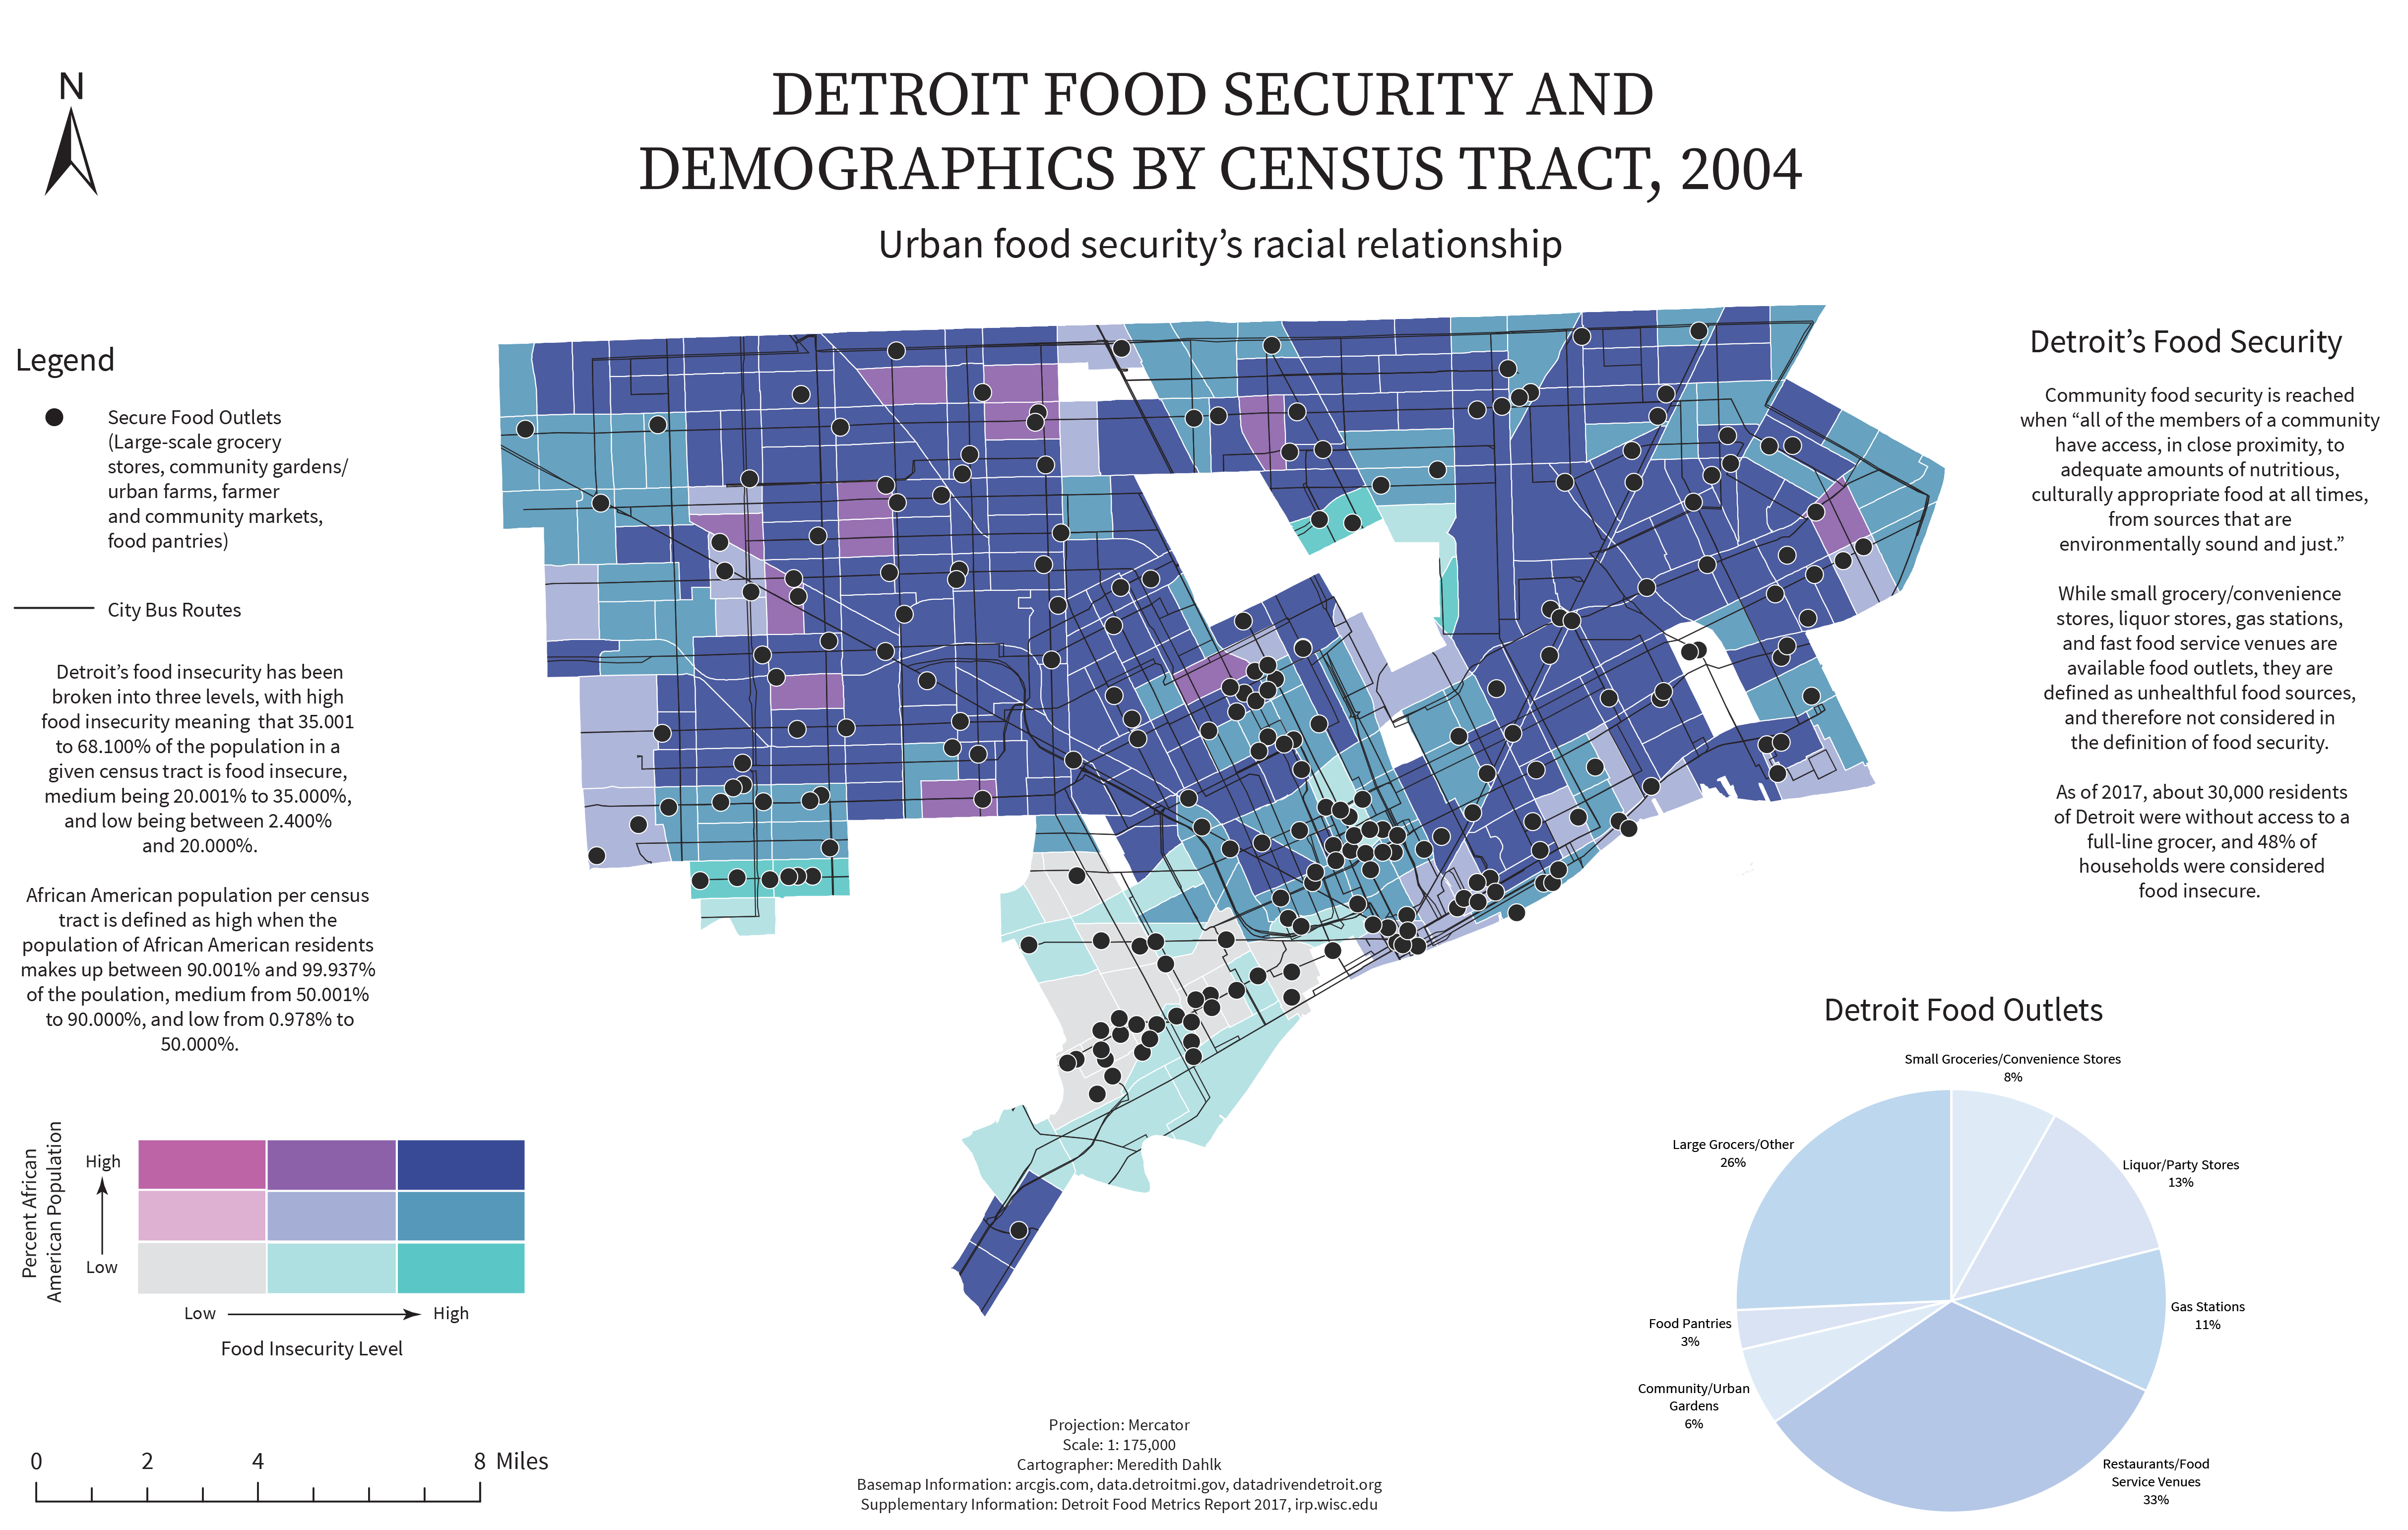 N
DETROIT FOOD SECURITY AND
DEMOGRAPHICS BY CENSUS TRACT, 2004
Urban food security’s racial relationship
Legend
Secure Food Outlets
(Large-scale grocery
stores, community gardens/
urban farms, farmer
and community markets,
food pantries)
City Bus Routes
Detroit’s food insecurity has been
broken into three levels, with high
food insecurity meaning that 35.001
to 68.100% of the population in a
given census tract is food insecure,
medium being 20.001% to 35.000%,
and low being between 2.400%
and 20.000%.
African American population per census
tract is defined as high when the
population of African American residents
makes up between 90.001% and 99.937%
of the poulation, medium from 50.001%
to 90.000%, and low from 0.978% to
50.000%.
Percent African
American Population
High
Low
Low
High
Food Insecurity Level
0 2 4 8 Miles
Detroit’s Food Security
Community food security is reached
when “all of the members of a community
have access, in close proximity, to
adequate amounts of nutritious,
culturally appropriate food at all times,
from sources that are
environmentally sound and just.”
While small grocery/convenience
stores, liquor stores, gas stations,
and fast food service venues are
available food outlets, they are
defined as unhealthful food sources,
and therefore not considered in
the definition of food security.
As of 2017, about 30,000 residents
of Detroit were without access to a
full-line grocer, and 48% of
households were considered
food insecure.
Detroit Food Outlets
Small Groceries/Convenience Stores
8%
Liquor/Party Stores
13%
Gas Stations
11%
Restaurants/Food
Service Venues
33%
Community/Urban
Gardens
6%
Food Pantries
3%
Large Grocers/Other
26%
Projection: Mercator
Scale: 1: 175,000
Cartographer: Meredith Dahlk
Basemap Information: arcgis.com, data.detroitmi.gov, datadrivendetroit.org
Supplementary Information: Detroit Food Metrics Report 2017, irp.wisc.edu